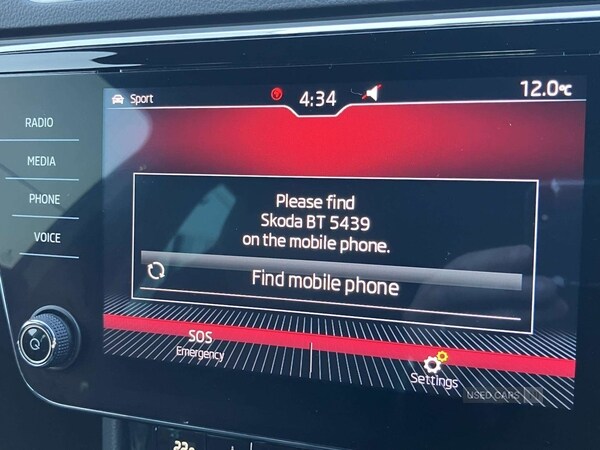 Sport
4:34
12.0°C
RADIO
MEDIA
PHONE
VOICE
Please find
Skoda BT 5439
on the mobile phone.
Find mobile phone
SOS
Emergency
Settings
USED CARS NI